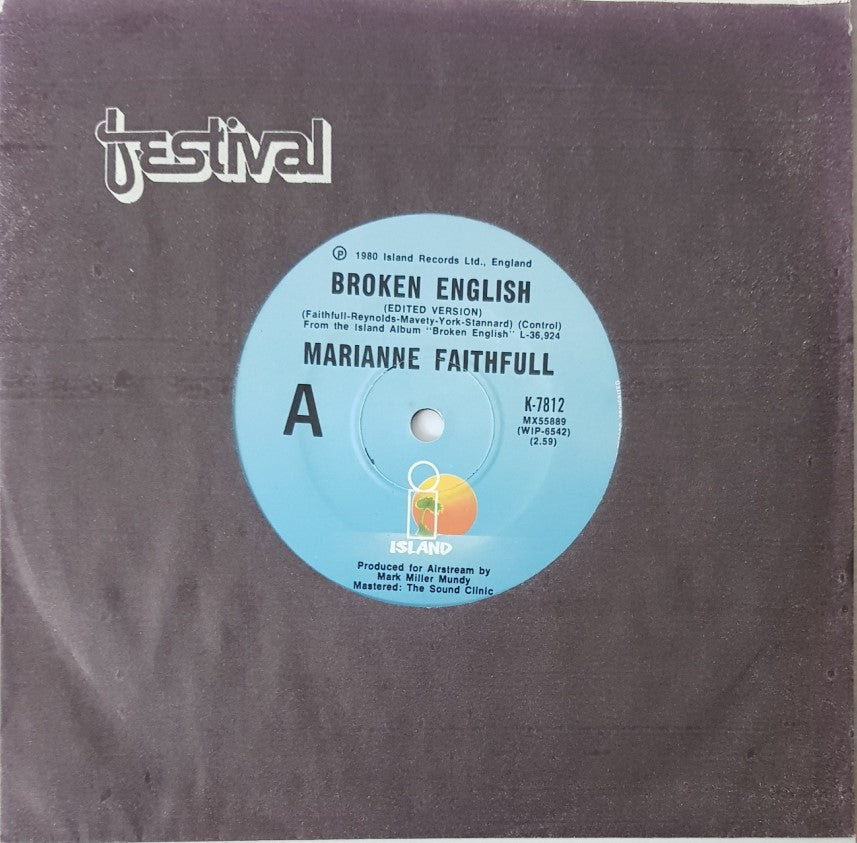 festival
℗ 1980 Island Records Ltd., England
BROKEN ENGLISH
(EDITED VERSION)
(Faithfull-Reynolds-Mavety-York-Stannard) (Control)
From the Island Album "Broken English" L-36,924
MARIANNE FAITHFULL
A
K-7812
MX55889
(WIP-6542)
(2.59)
ISLAND
Produced for Airstream by
Mark Miller Mundy
Mastered: The Sound Clinic